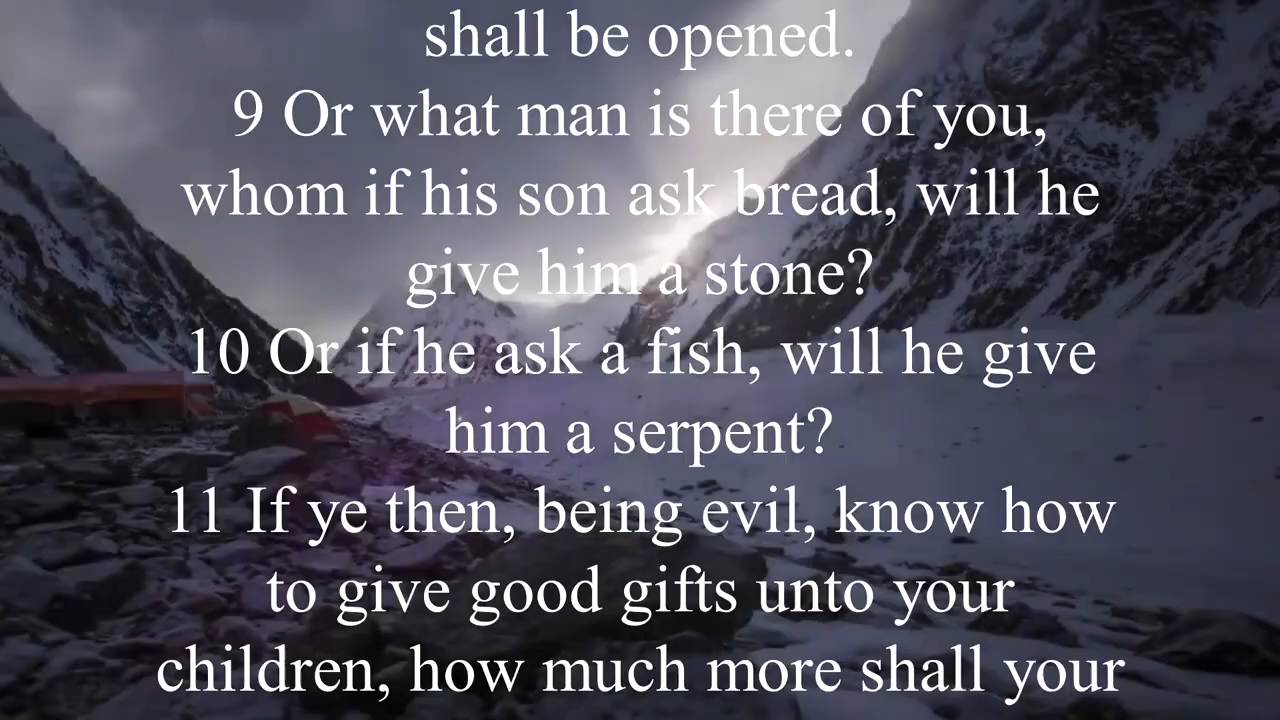 shall be opened.
9 Or what man is there of you,
whom if his son ask bread, will he
give him a stone?
10 Or if he ask a fish, will he give
him a serpent?
11 If ye then, being evil, know how
to give good gifts unto your
children, how much more shall your